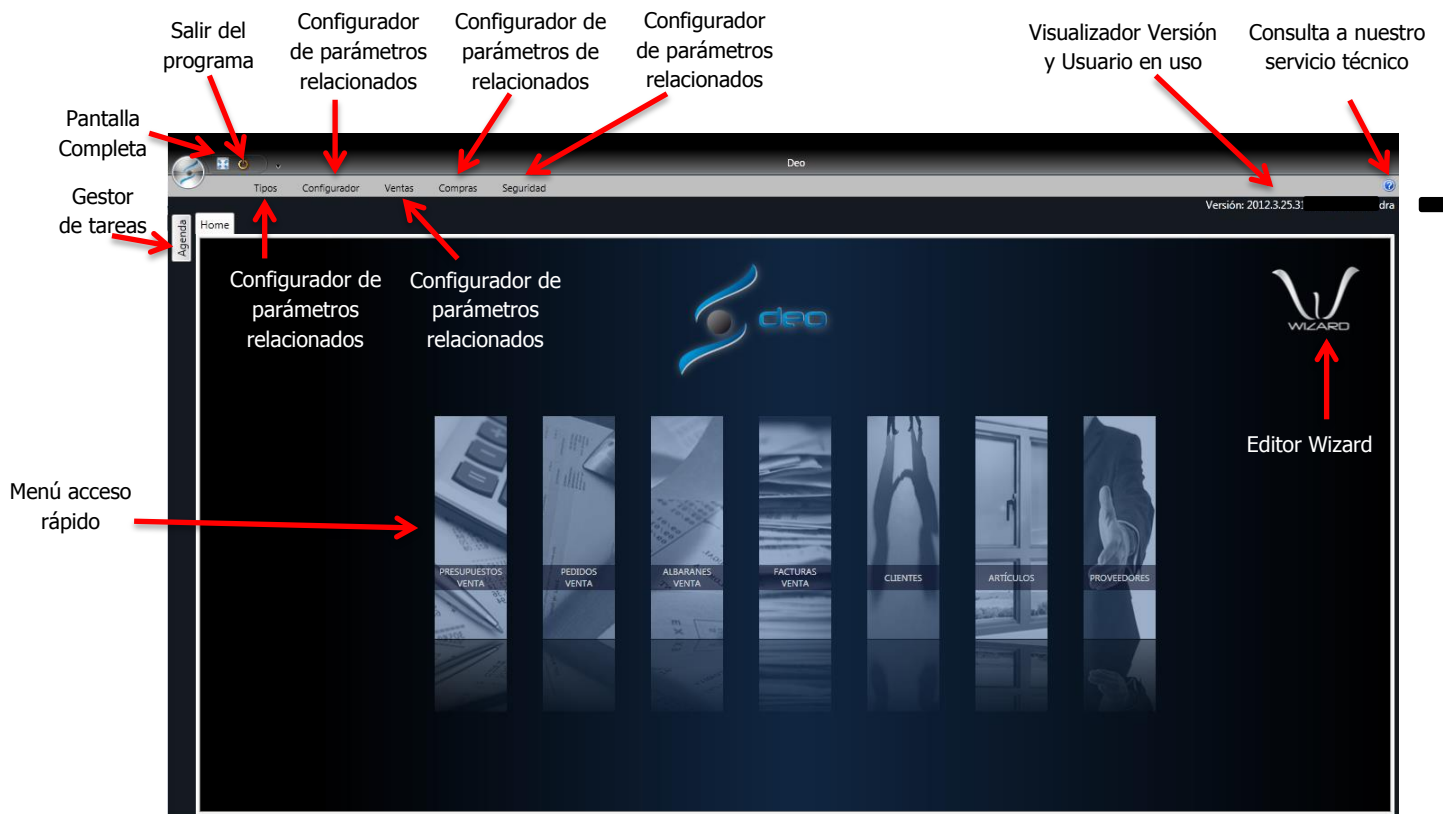 Salir del
programa
Configurador
de parámetros
relacionados
Configurador de
parámetros de
relacionados
Configurador
de parámetros
relacionados
Visualizador Versión
y Usuario en uso
Consulta a nuestro
servicio técnico
Pantalla
Completa
Gestor
de tareas
Deo
Tipos
Configurador
Ventas
Compras
Seguridad
Versión: 2012.3.25.31
dra
Agenda
Home
Configurador de
parámetros
relacionados
Configurador de
parámetros
relacionados
deo
WIZARD
Editor Wizard
Menú acceso
rápido
PRESUPUESTOS
VENTA
PEDIDOS
VENTA
ALBARANES
VENTA
FACTURAS
VENTA
CLIENTES
ARTÍCULOS
PROVEEDORES